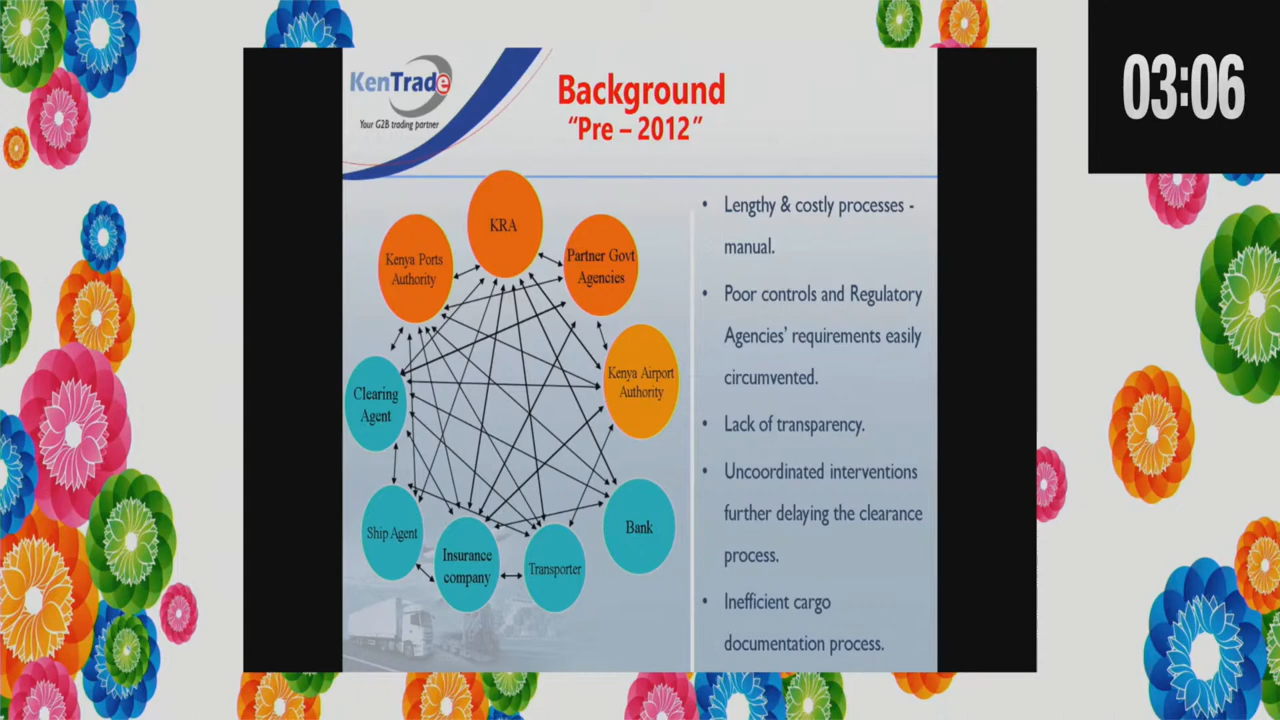 03:06
KenTrade
Your G2B trading partner
Background
“Pre – 2012”
KRA
Kenya Ports
Authority
Partner Govt
Agencies
Kenya Airport
Authority
Clearing
Agent
Ship Agent
Insurance
company
Transporter
Bank
• Lengthy & costly processes -
manual.
• Poor controls and Regulatory
Agencies’ requirements easily
circumvented.
• Lack of transparency.
• Uncoordinated interventions
further delaying the clearance
process.
• Inefficient cargo
documentation process.